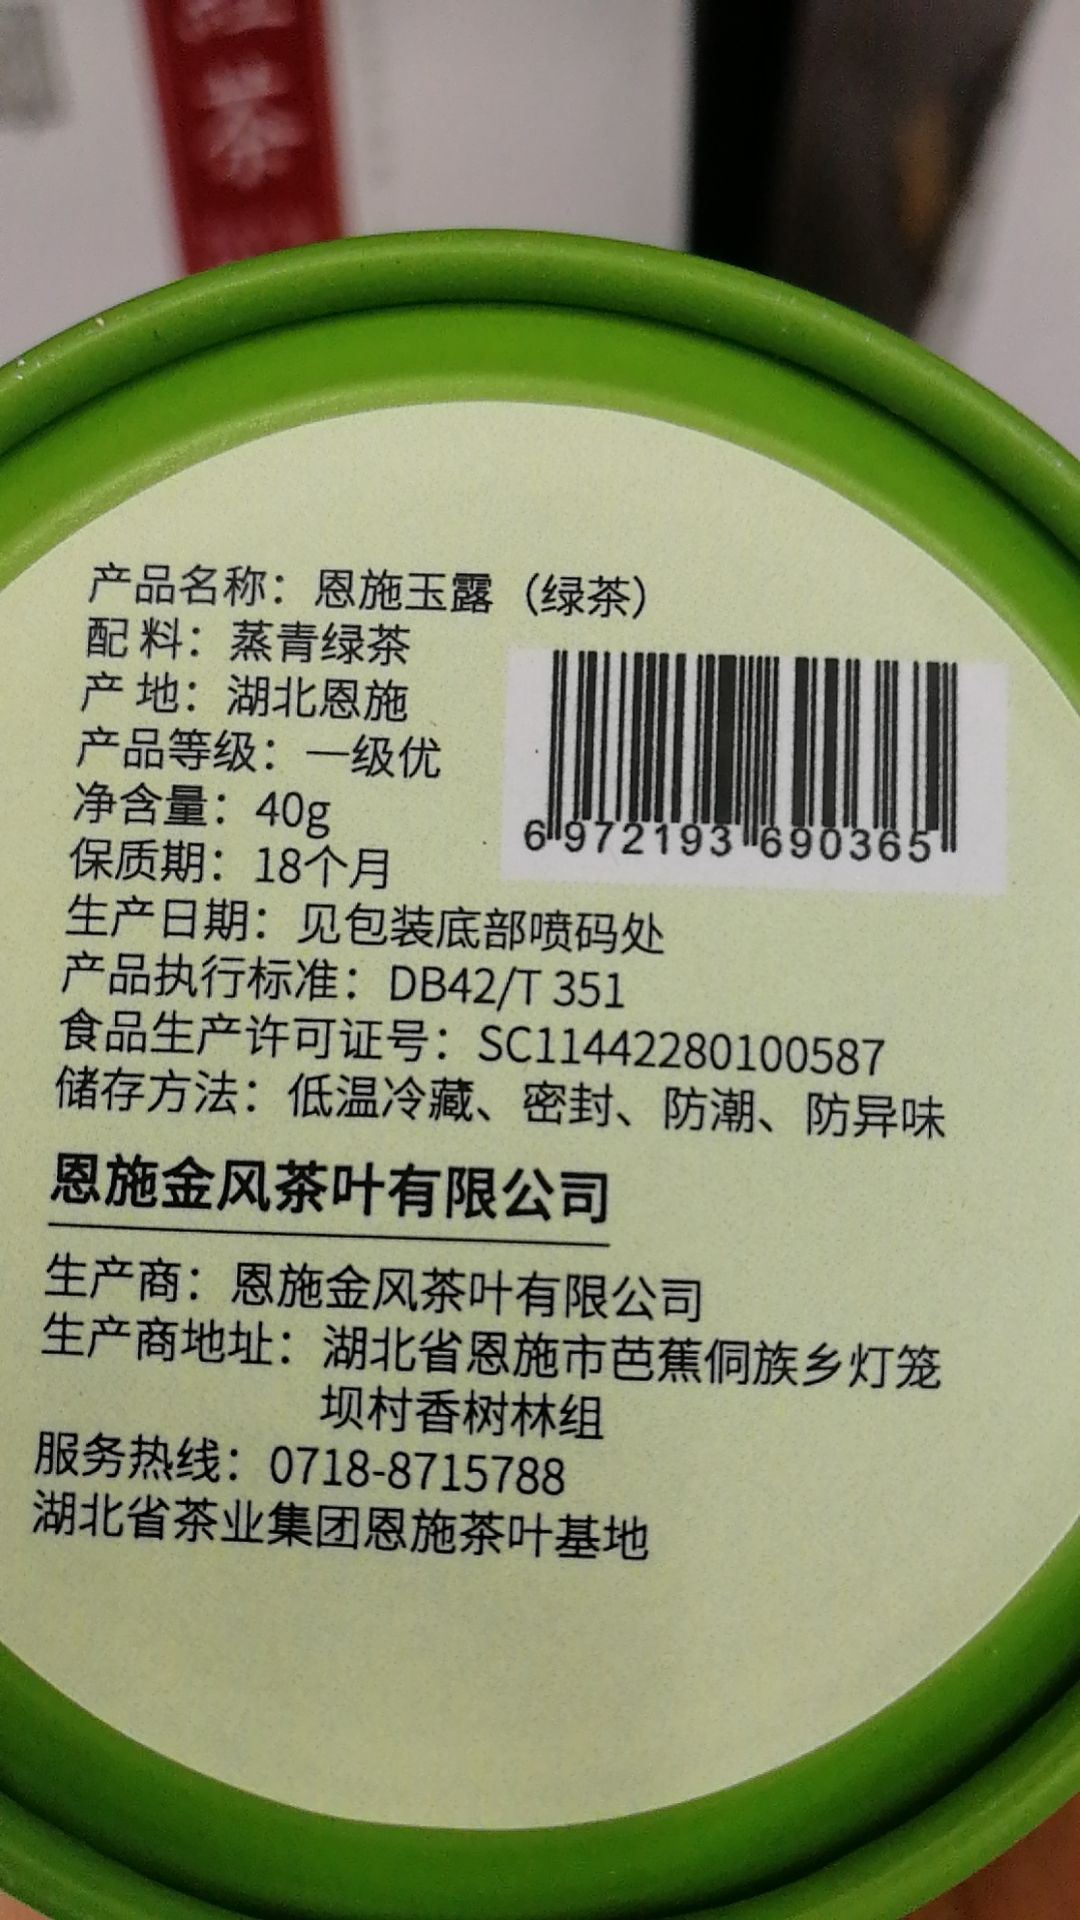 茶
产品名称：恩施玉露（绿茶）
配 料：蒸青绿茶
产 地：湖北恩施
产品等级：一级优
净含量：40g
保质期：18个月
6 972193 690365
生产日期：见包装底部喷码处
产品执行标准：DB42/T 351
食品生产许可证号：SC11442280100587
储存方法：低温冷藏、密封、防潮、防异味
恩施金风茶叶有限公司
生产商：恩施金风茶叶有限公司
生产商地址：湖北省恩施市芭蕉侗族乡灯笼
坝村香树林组
服务热线：0718-8715788
湖北省茶业集团恩施茶叶基地